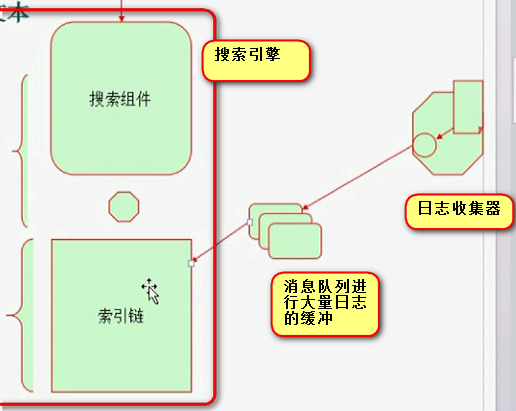 文本
搜索引擎
搜索组件
日志收集器
消息队列进
行大量日志
的缓冲
索引链